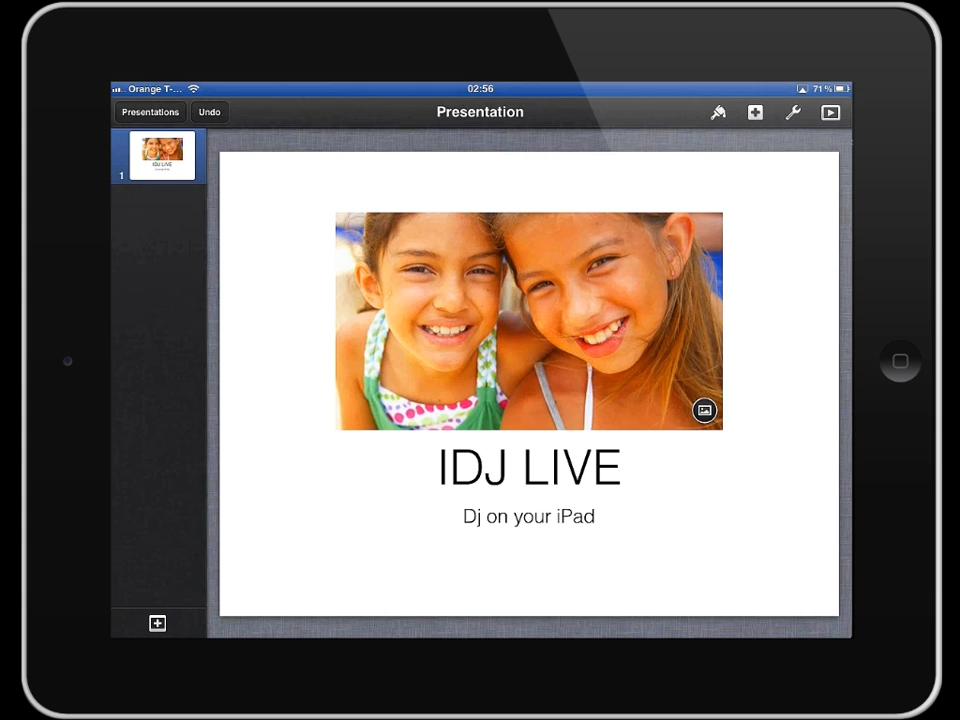 Orange T-... 02:56 71%
Presentations Undo Presentation
1
IDJ LIVE
Dj on your iPad